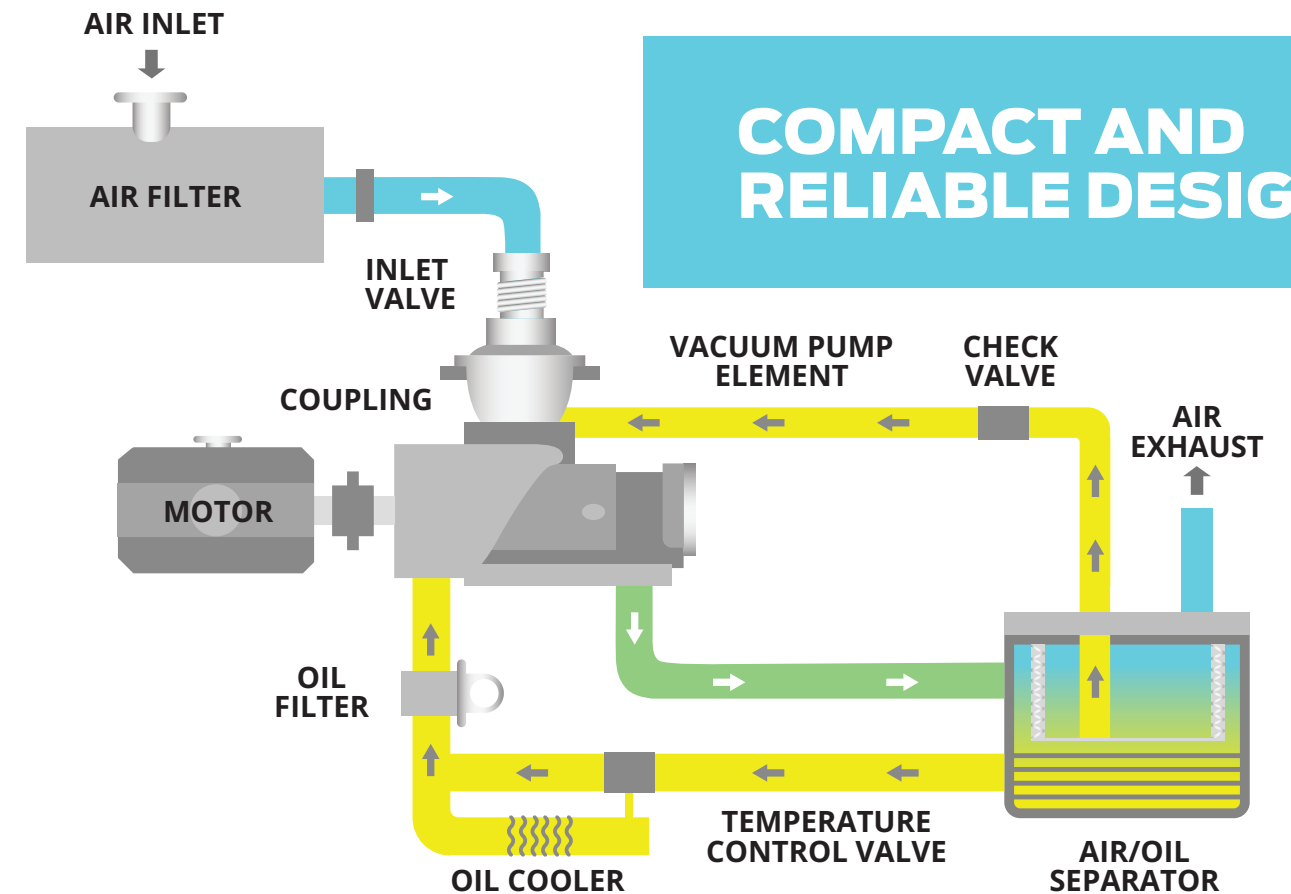 AIR INLET
COMPACT AND
RELIABLE DESIG
AIR FILTER
INLET
VALVE
VACUUM PUMP
ELEMENT
CHECK
VALVE
COUPLING
AIR
EXHAUST
MOTOR
OIL
FILTER
TEMPERATURE
CONTROL VALVE
AIR/OIL
SEPARATOR
OIL COOLER